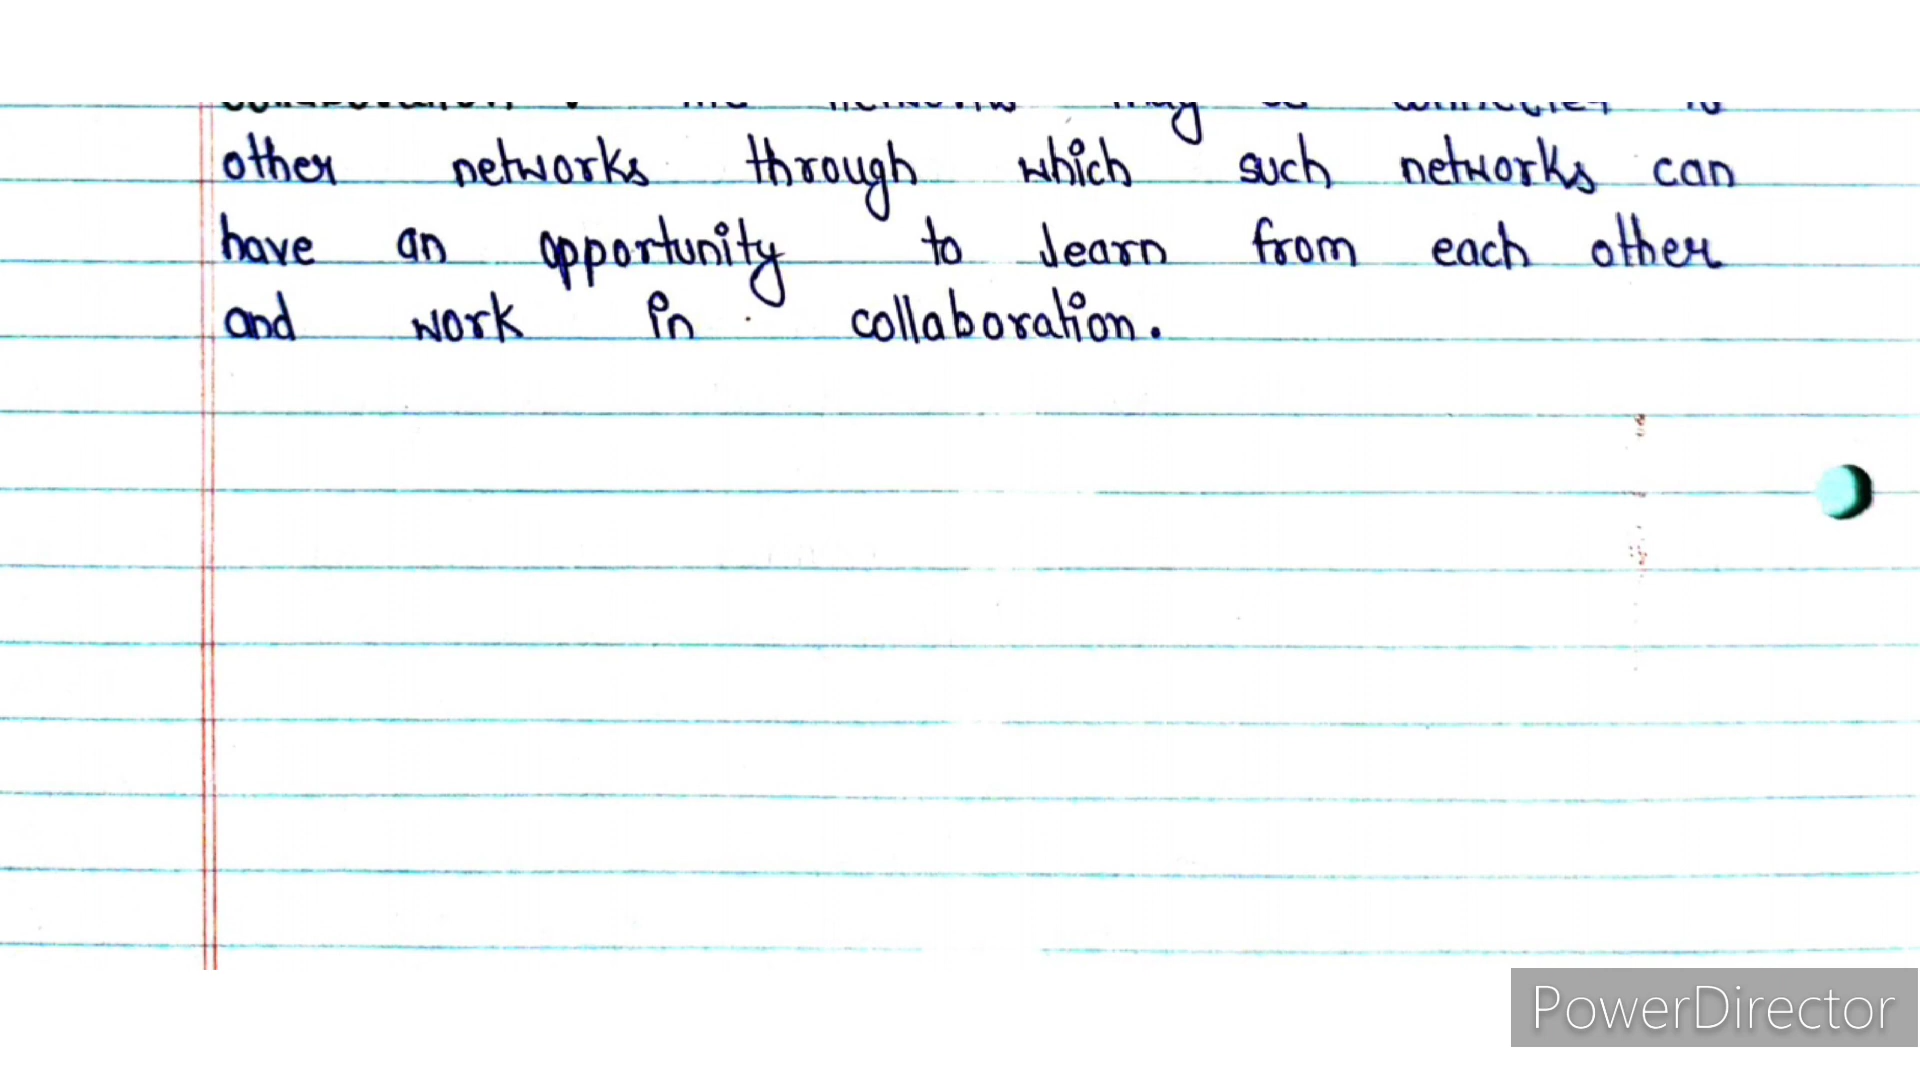 other networks through which such networks can
have an opportunity to learn from each other
and work in collaboration.
PowerDirector